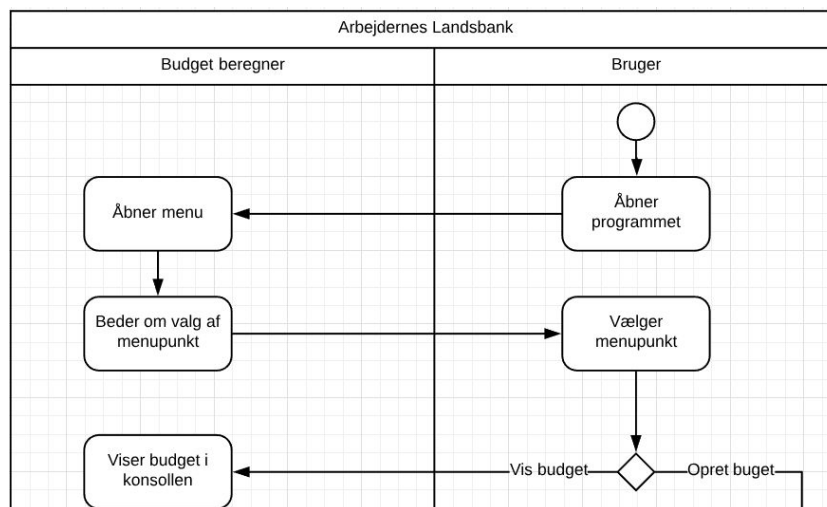 Arbejdernes Landsbank
Budget beregner
Bruger
Åbner menu
Åbner
programmet
Beder om valg af
menupunkt
Vælger
menupunkt
Viser budget i
konsollen
Vis budget
Opret buget